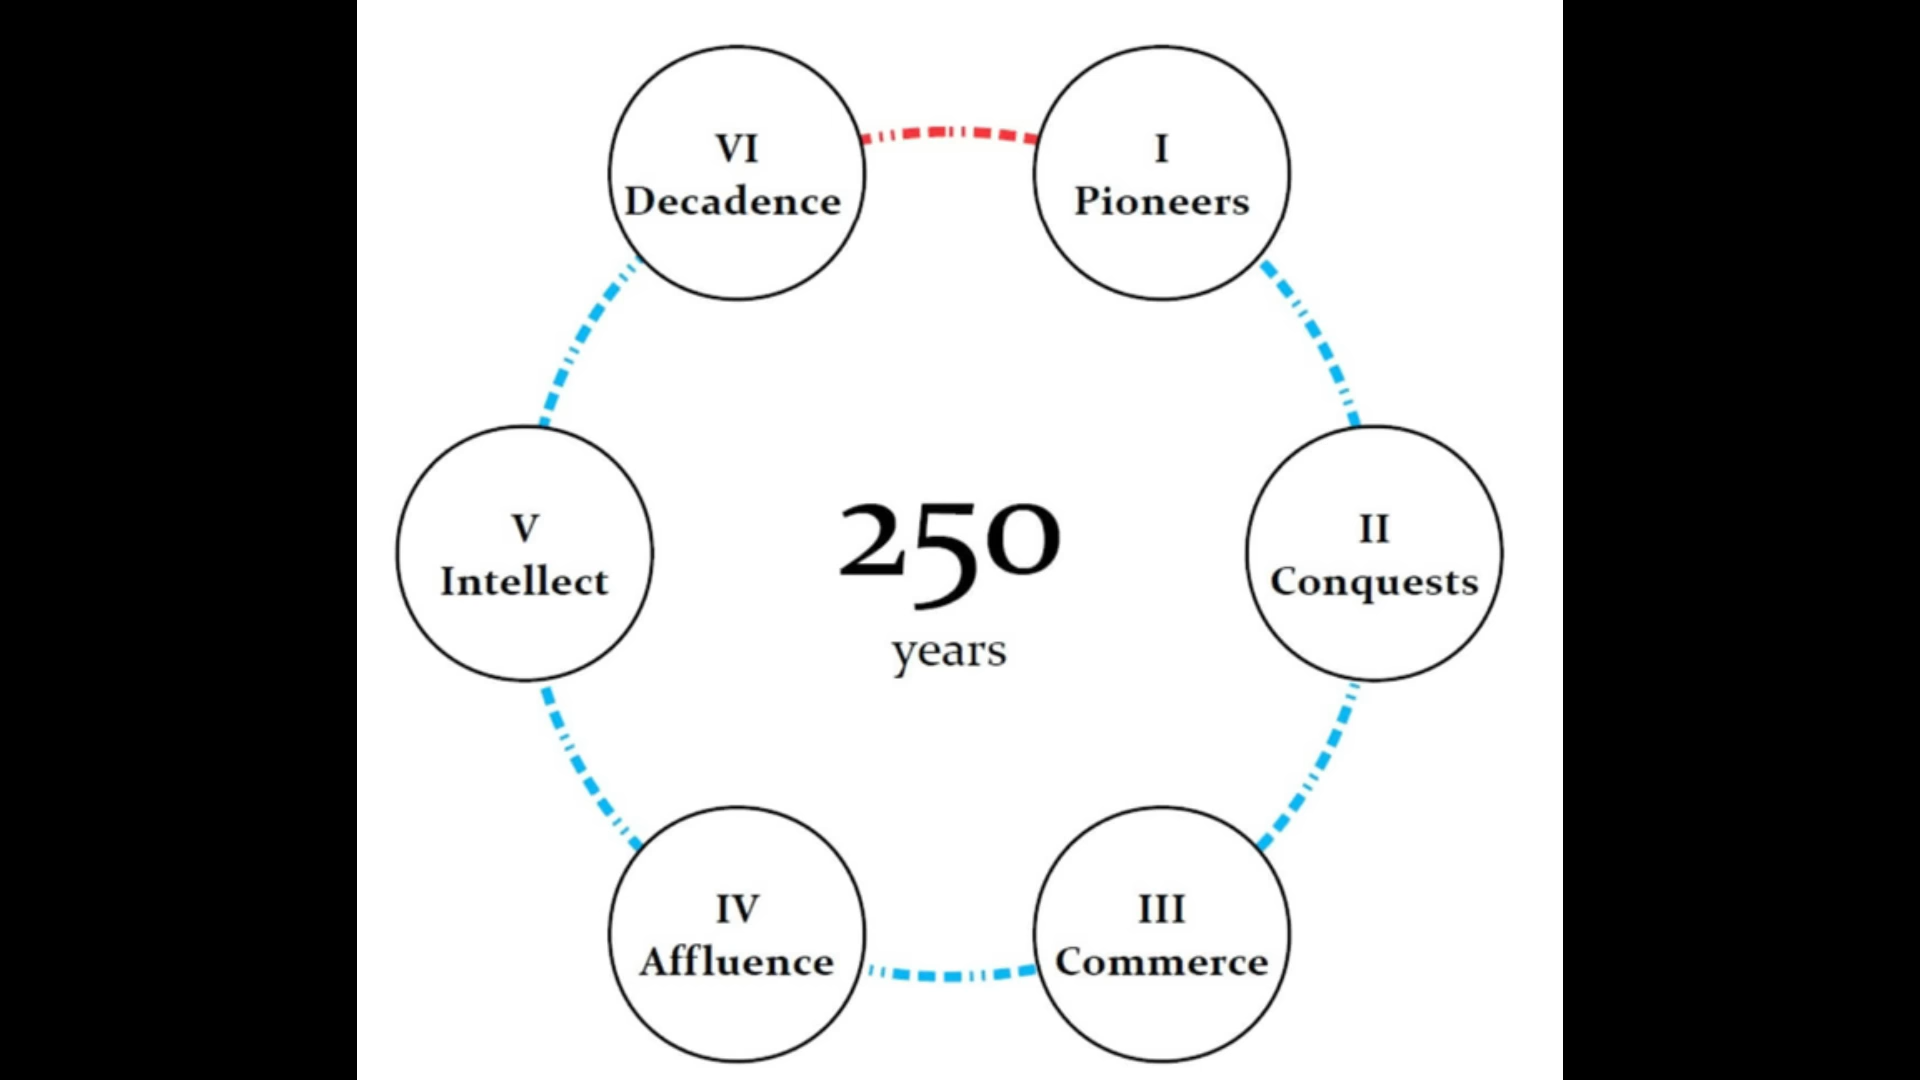 I
Pioneers
II
Conquests
III
Commerce
IV
Affluence
V
Intellect
VI
Decadence
250
years